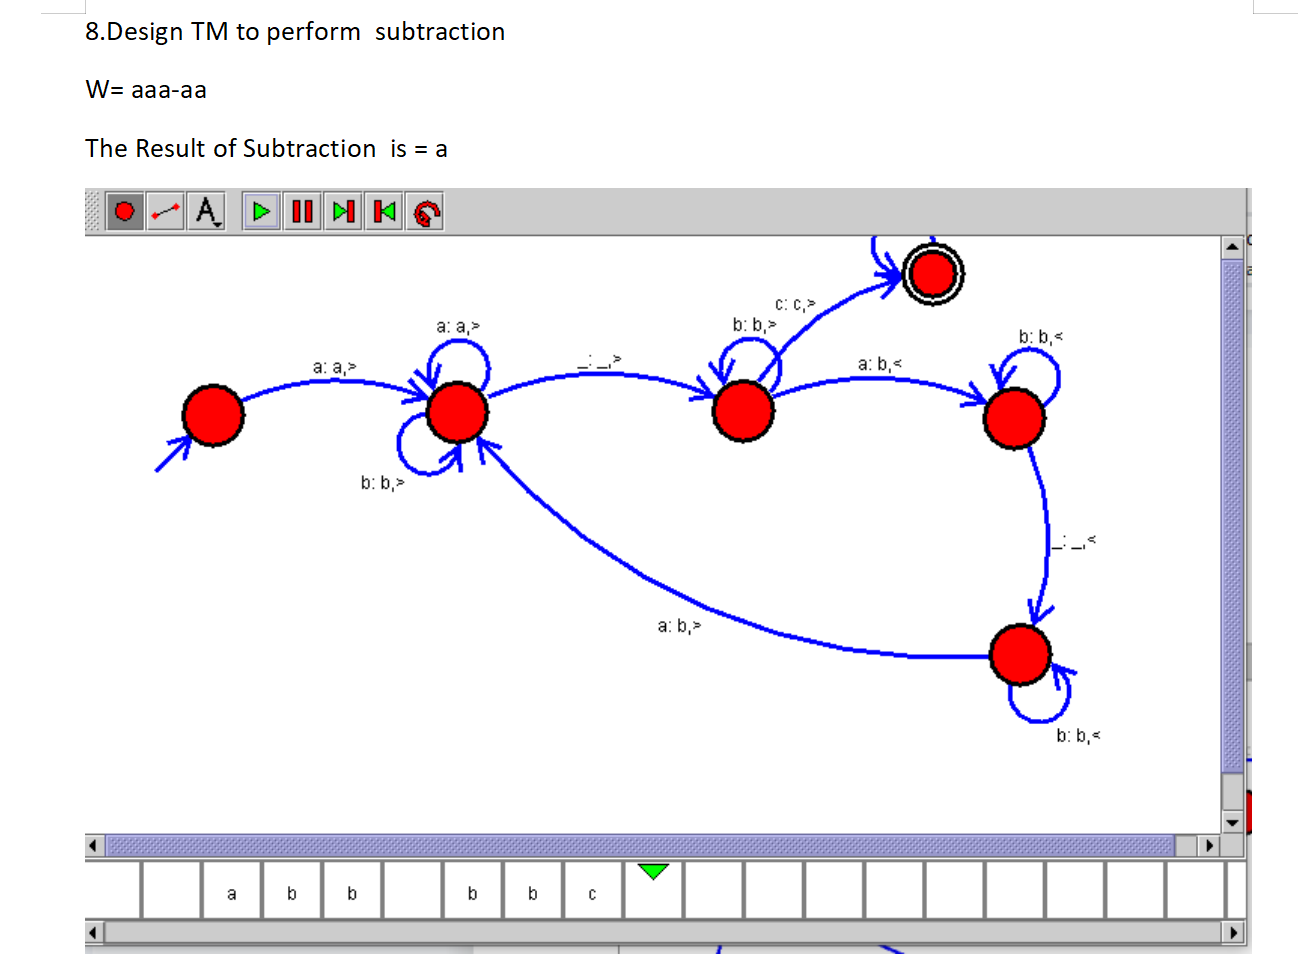 8.Design TM to perform  subtraction
W= aaa-aa
The Result of Subtraction  is = a
A
c: c,>
a: a,>
b: b,>
b: b,<
a: a,>
_: _,>
a: b,<
b: b,>
_: _,<
a: b,>
b: b,<
a b b b b c